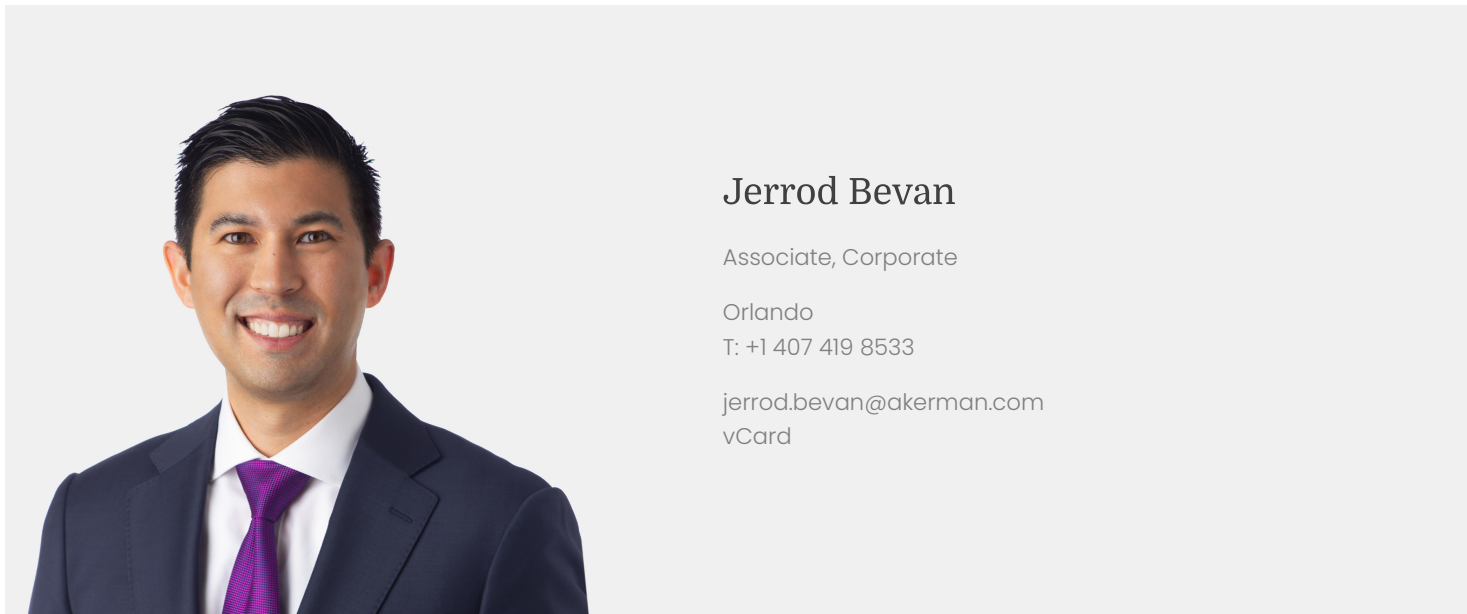 Jerrod Bevan
Associate, Corporate
Orlando
T: +1 407 419 8533
jerrod.bevan@akerman.com
vCard